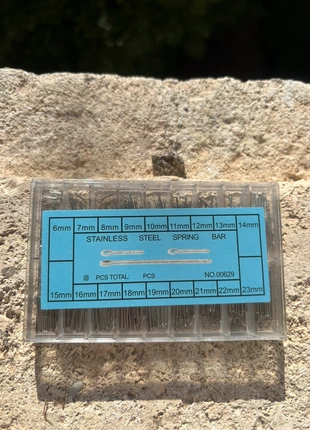 6mm 7mm 8mm 9mm 10mm 11mm 12mm 13mm 14mm
STAINLESS STEEL SPRING BAR
@ PCS TOTAL: PCS NO.00629
15mm 16mm 17mm 18mm 19mm 20mm 21mm 22mm 23mm